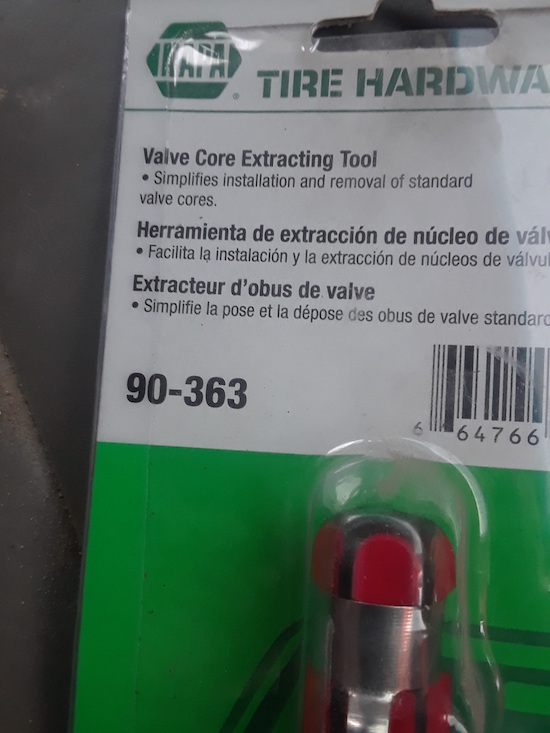 NAPA
TIRE HARDWA
Valve Core Extracting Tool
• Simplifies installation and removal of standard
valve cores.
Herramienta de extracción de núcleo de vál
• Facilita la instalación y la extracción de núcleos de válvul
Extracteur d'obus de valve
• Simplifie la pose et la dépose des obus de valve standard
90-363
6 64766